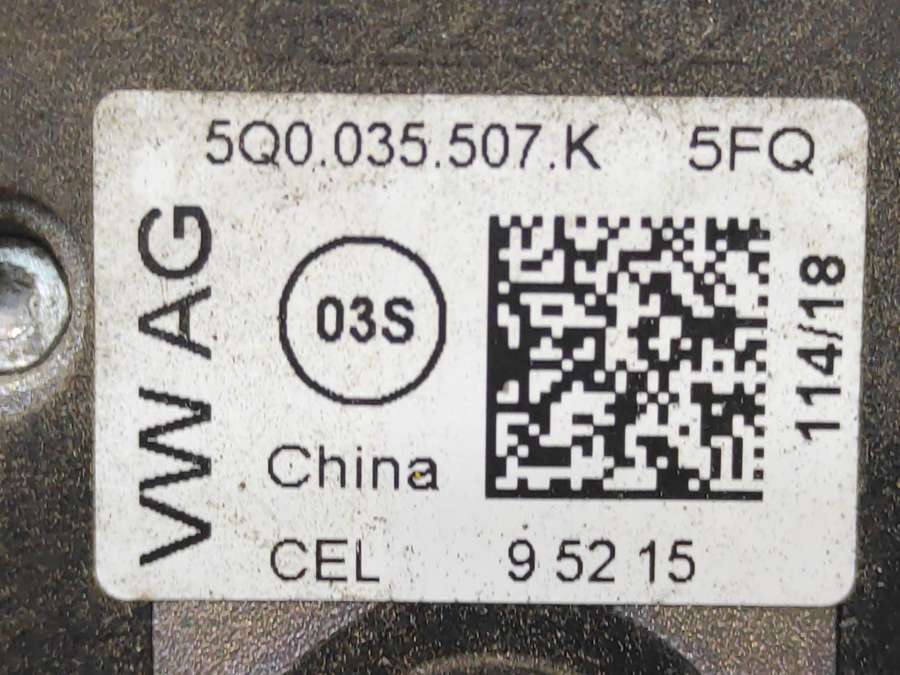 5Q0.035.507.K 5FQ
VW AG
03S
114/18
China
CEL 9 52 15